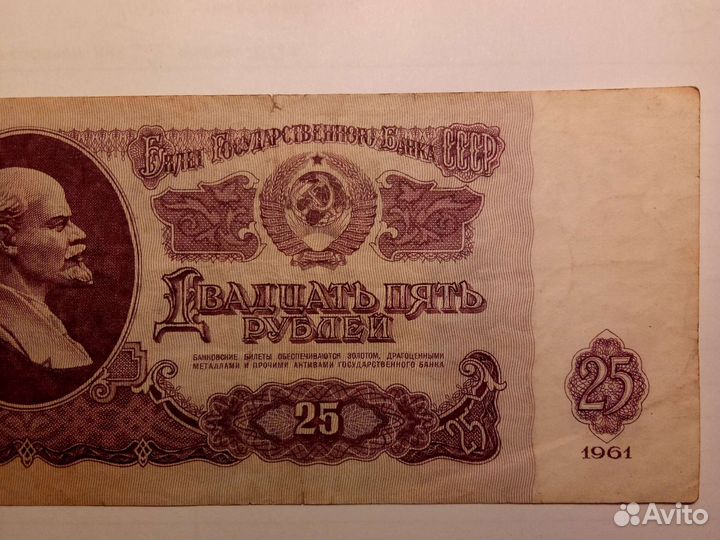 Билет Государственного Банка СССР
Двадцать пять
рублей
БАНКОВСКИЕ БИЛЕТЫ ОБЕСПЕЧИВАЮТСЯ ЗОЛОТОМ, ДРАГОЦЕННЫМИ
МЕТАЛЛАМИ И ПРОЧИМИ АКТИВАМИ ГОСУДАРСТВЕННОГО БАНКА
25
25
25
1961
Avito